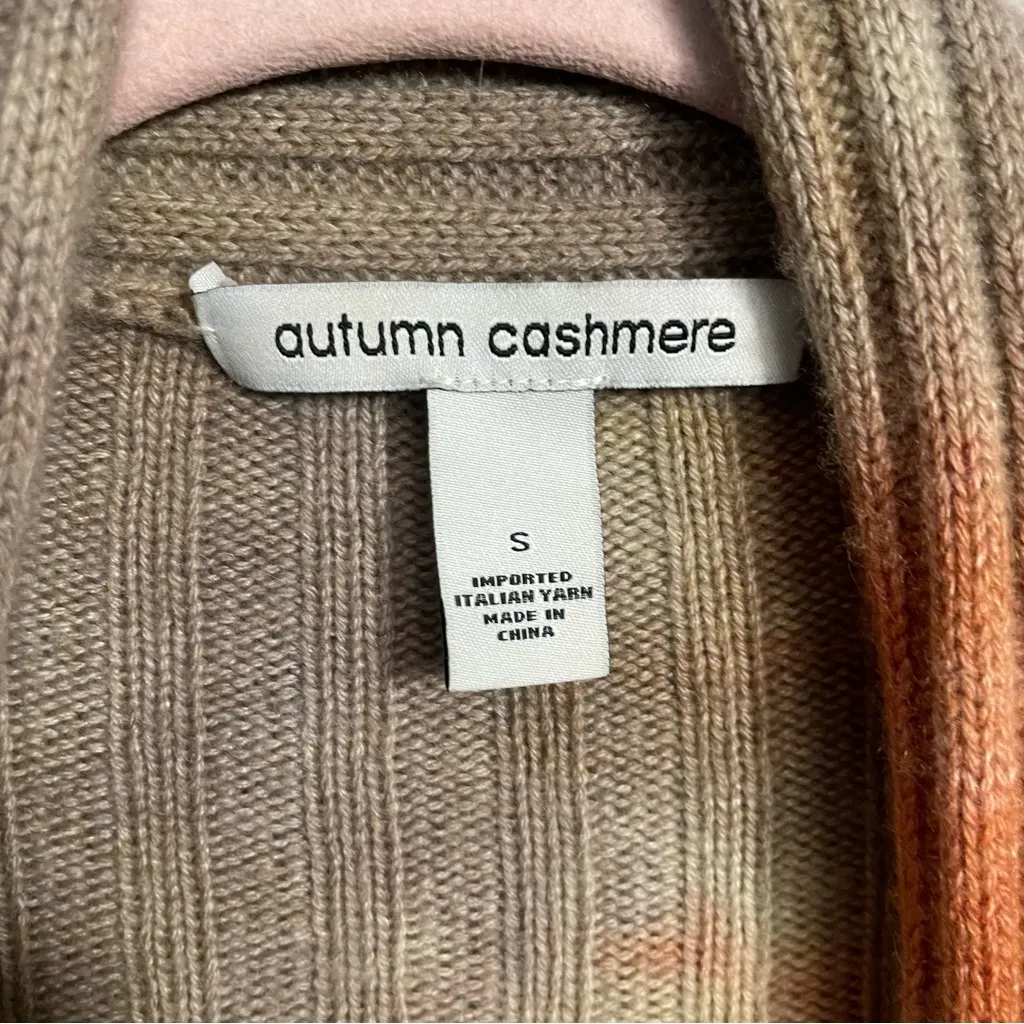 autumn cashmere
S
IMPORTED
ITALIAN YARN
MADE IN
CHINA